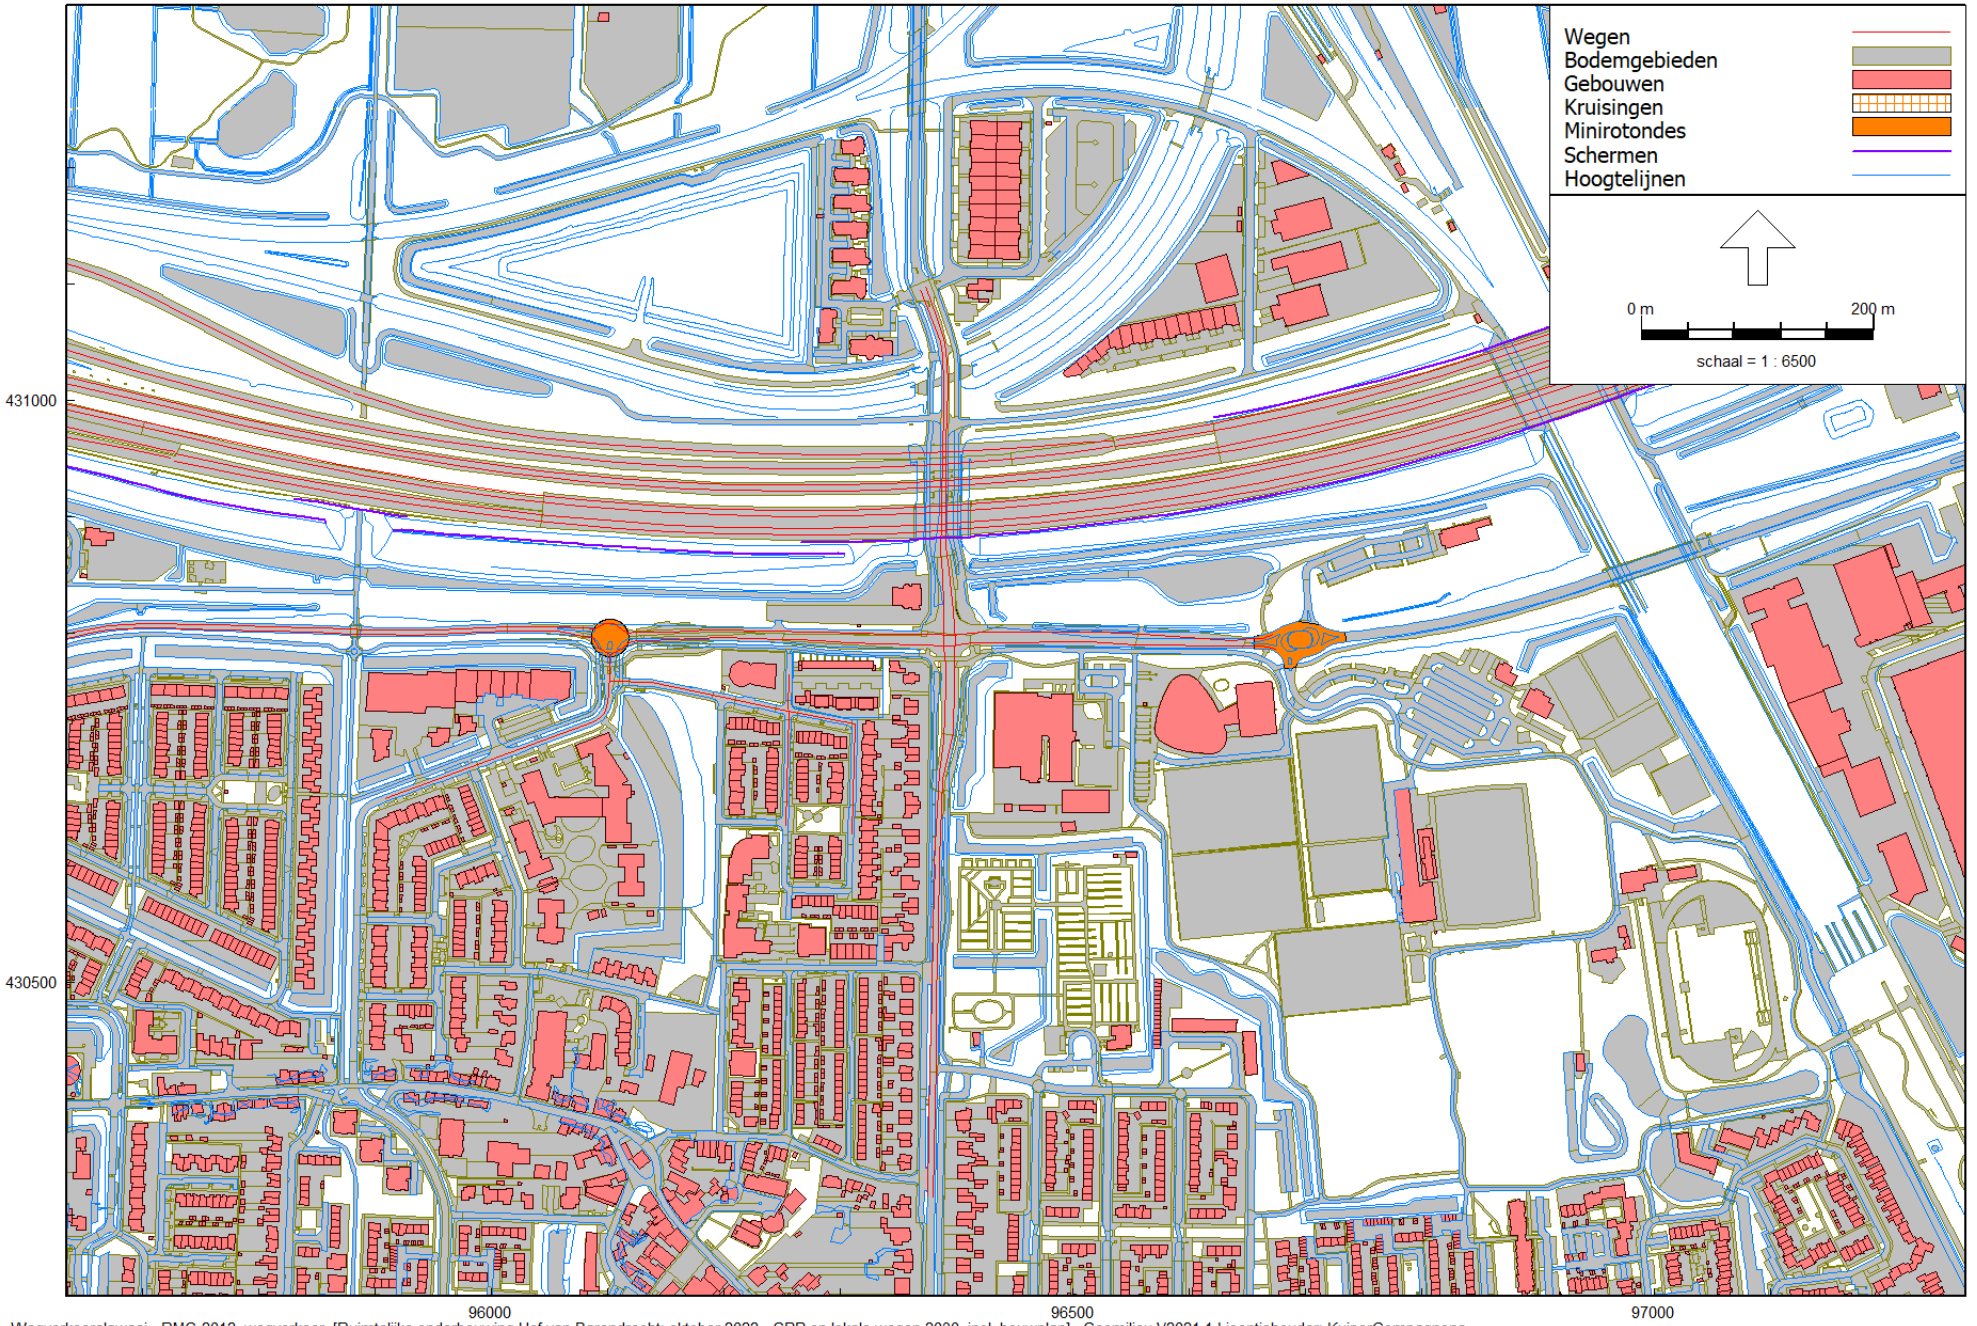 Wegen
Bodemgebieden
Gebouwen
Kruisingen
Minirotondes
Schermen
Hoogtelijnen
0 m 200 m
schaal = 1 : 6500
431000
430500
96000 96500 97000